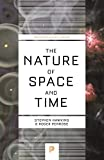 THE
NATURE
OF
SPACE
AND
TIME
STEPHEN HAWKING
& ROGER PENROSE